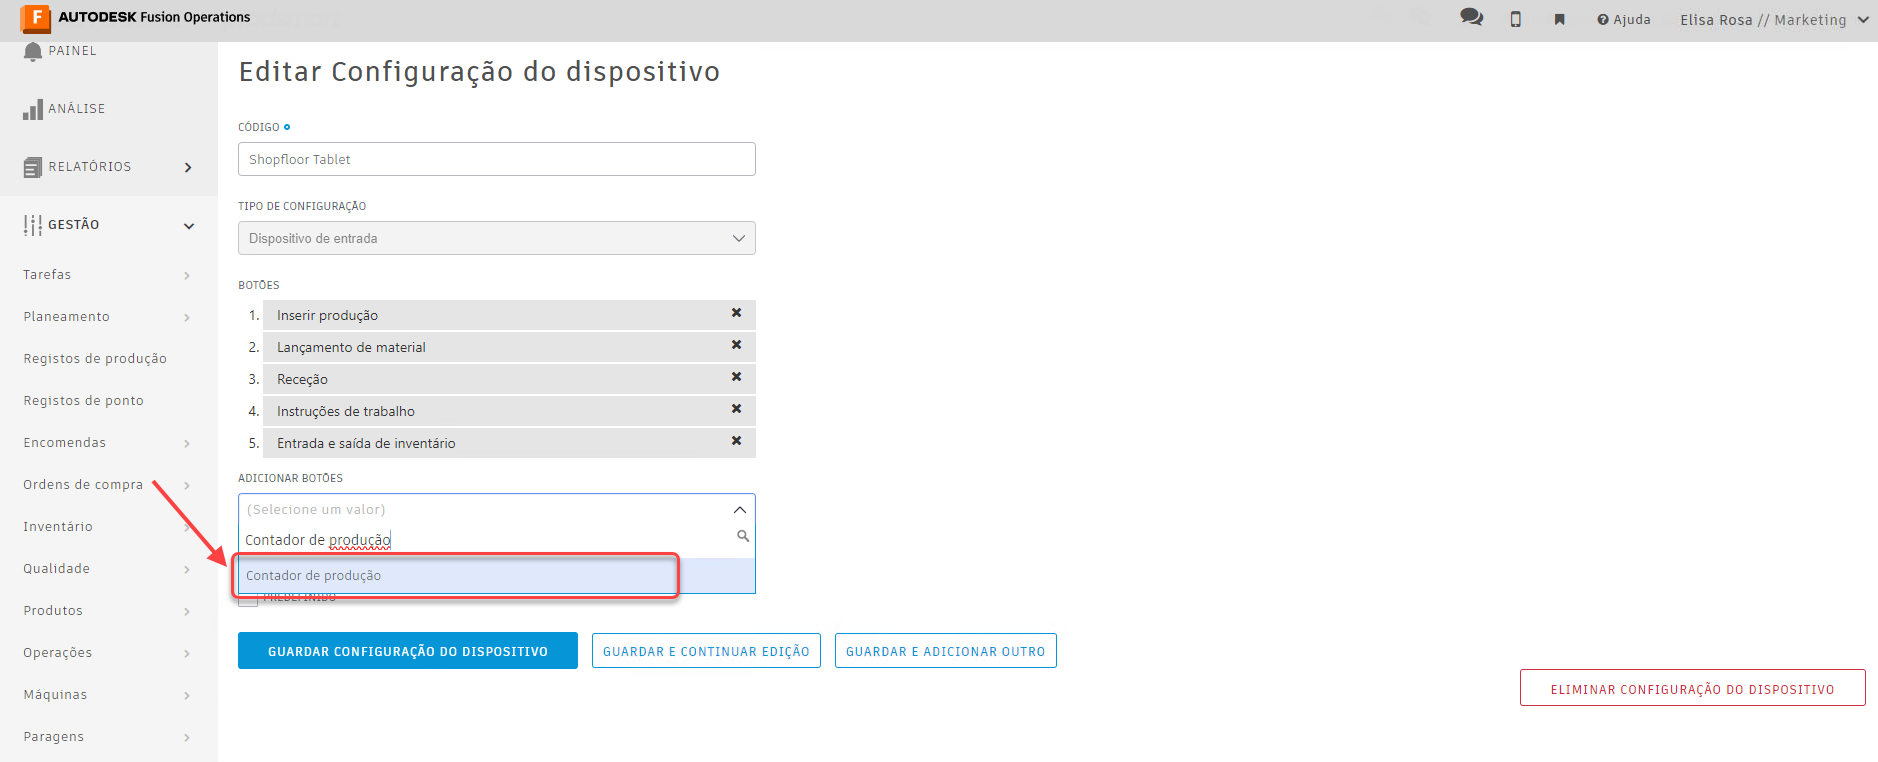 AUTODESK Fusion Operations
Ajuda
Elisa Rosa // Marketing
PAINEL
ANÁLISE
RELATÓRIOS
GESTÃO
Tarefas
Planeamento
Registos de produção
Registos de ponto
Encomendas
Ordens de compra
Inventário
Qualidade
Produtos
Operações
Máquinas
Paragens
Editar Configuração do dispositivo
CÓDIGO
Shopfloor Tablet
TIPO DE CONFIGURAÇÃO
Dispositivo de entrada
BOTÕES
1. Inserir produção
2. Lançamento de material
3. Receção
4. Instruções de trabalho
5. Entrada e saída de inventário
ADICIONAR BOTÕES
(Selecione um valor)
Contador de produção
Contador de produção
PREDEFINIDO
GUARDAR CONFIGURAÇÃO DO DISPOSITIVO
GUARDAR E CONTINUAR EDIÇÃO
GUARDAR E ADICIONAR OUTRO
ELIMINAR CONFIGURAÇÃO DO DISPOSITIVO